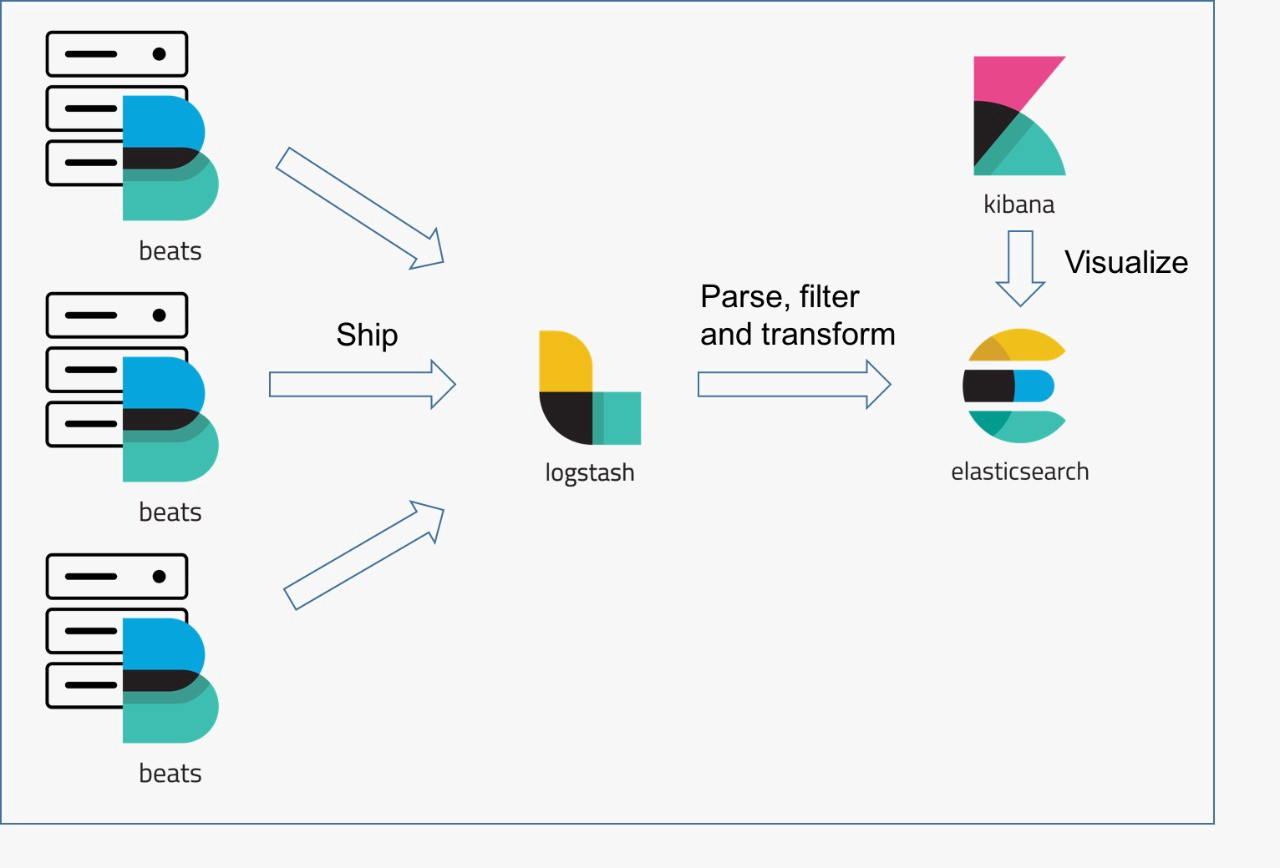 beats
beats
beats
Ship
logstash
Parse, filter
and transform
kibana
Visualize
elasticsearch